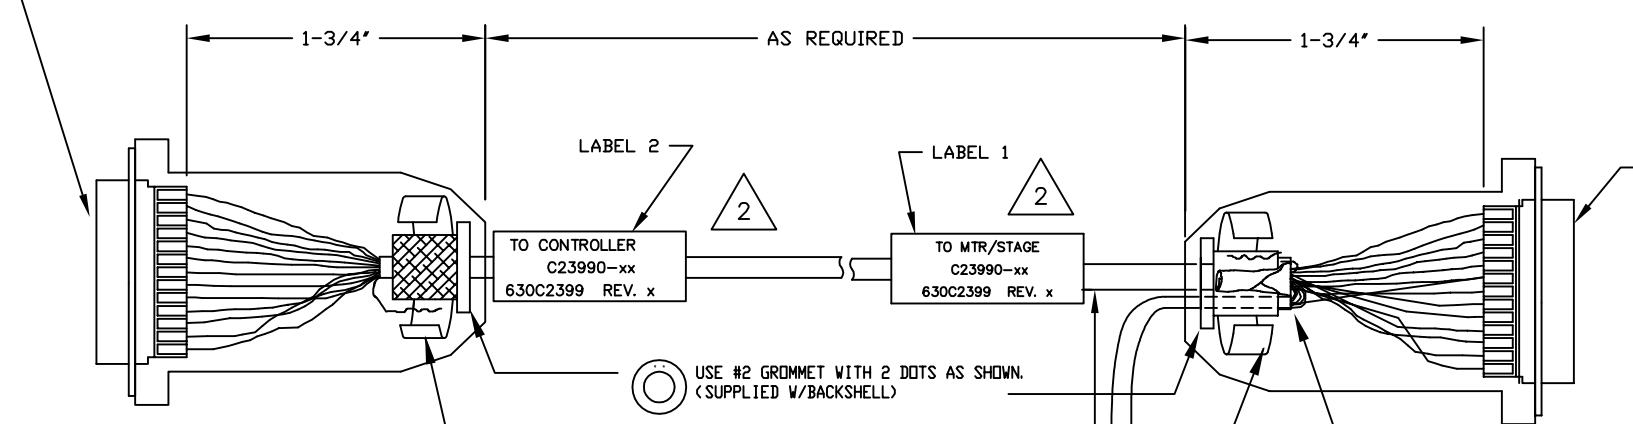 1-3/4″ AS REQUIRED 1-3/4″
LABEL 2
LABEL 1
2
2
TO CONTROLLER
C23990-xx
630C2399 REV. x
TO MTR/STAGE
C23990-xx
630C2399 REV. x
USE #2 GROMMET WITH 2 DOTS AS SHOWN.
(SUPPLIED W/BACKSHELL)